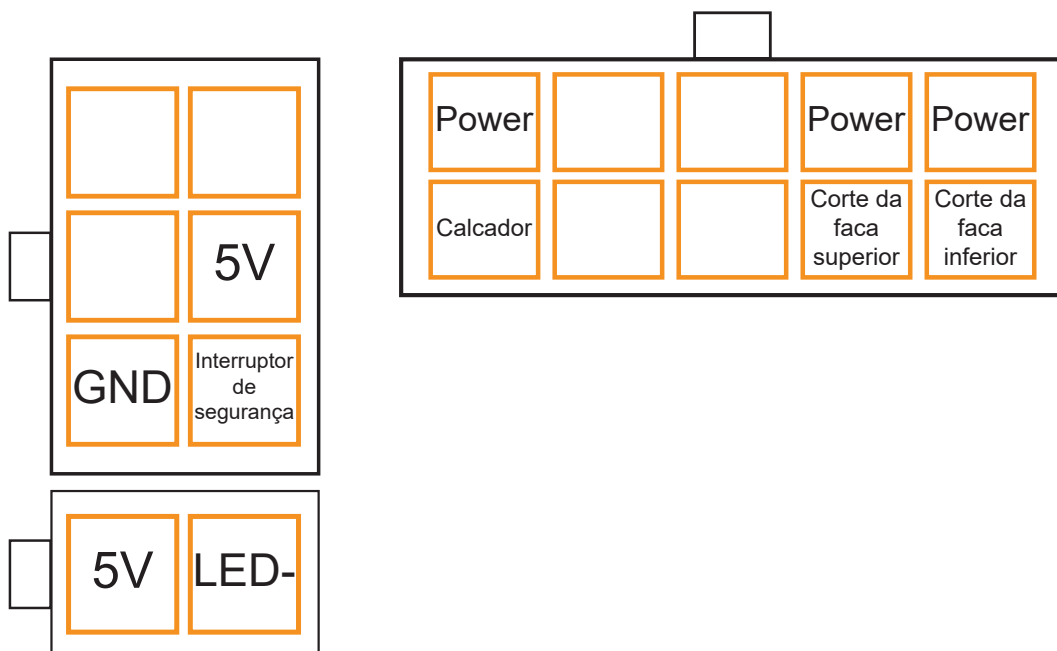 5V
GND
Interruptor
de
segurança
5V
LED-
Power
Power
Power
Calcador
Corte da
faca
superior
Corte da
faca
inferior